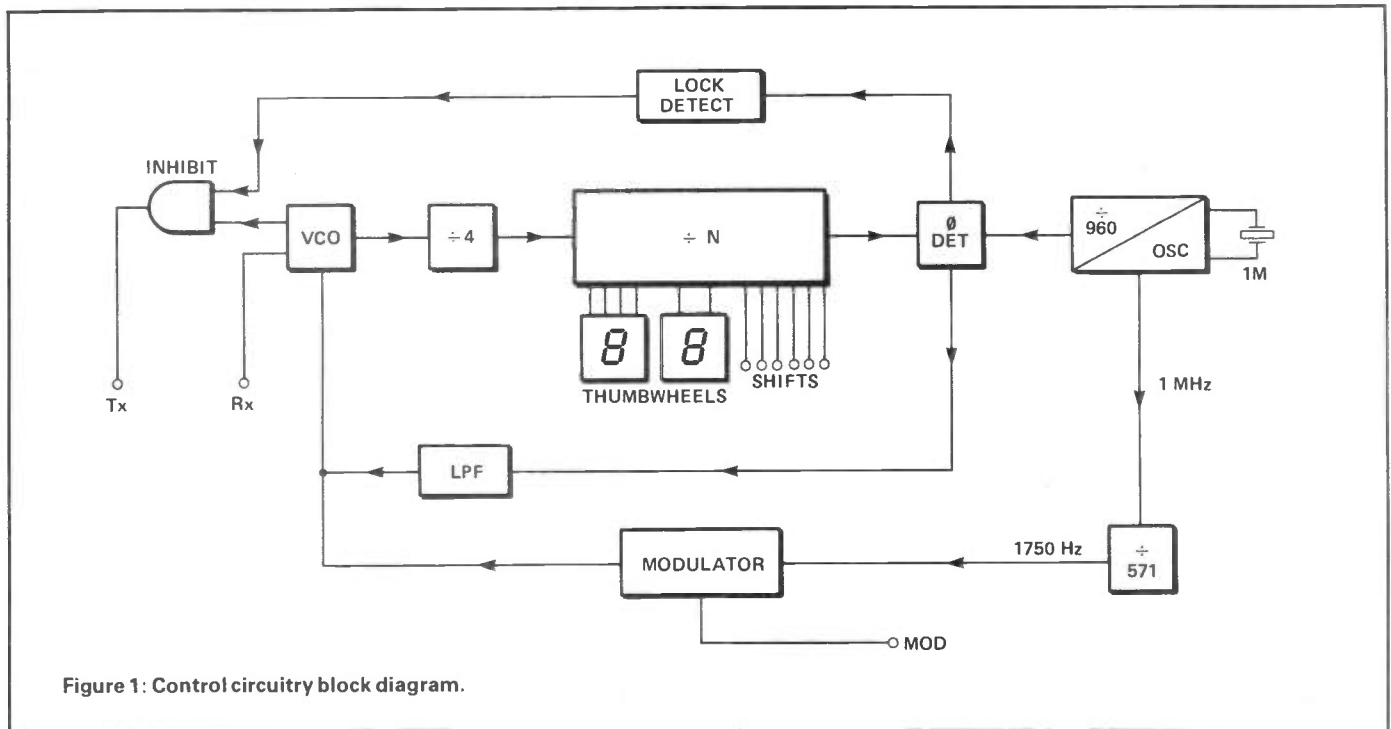 LOCK
DETECT
INHIBIT
VCO
÷4
÷ N
Ø
DET
÷
960
OSC
1M
8
8
THUMBWHEELS
SHIFTS
Tx
Rx
1 MHz
LPF
MODULATOR
1750 Hz
÷
571
MOD
Figure 1: Control circuitry block diagram.